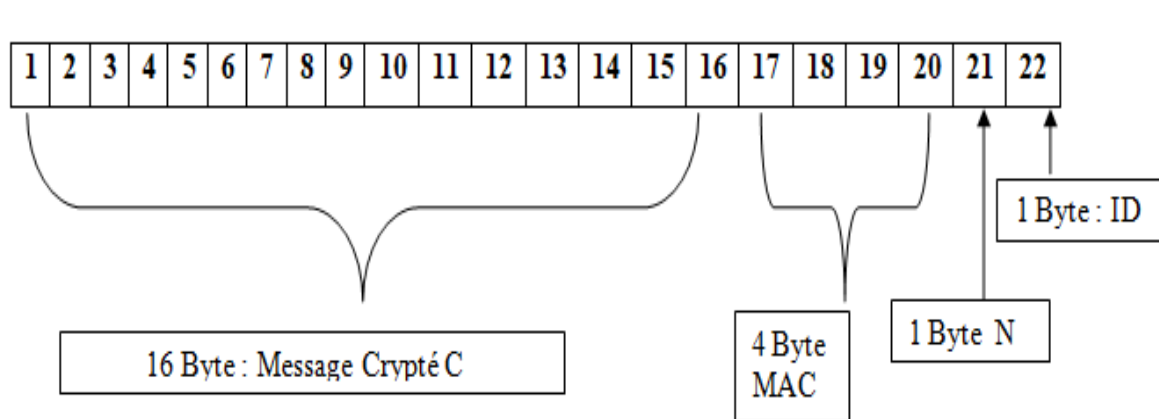 1 2 3 4 5 6 7 8 9 10 11 12 13 14 15 16 17 18 19 20 21 22
1 Byte : ID
1 Byte N
4 Byte
MAC
16 Byte : Message Crypté C